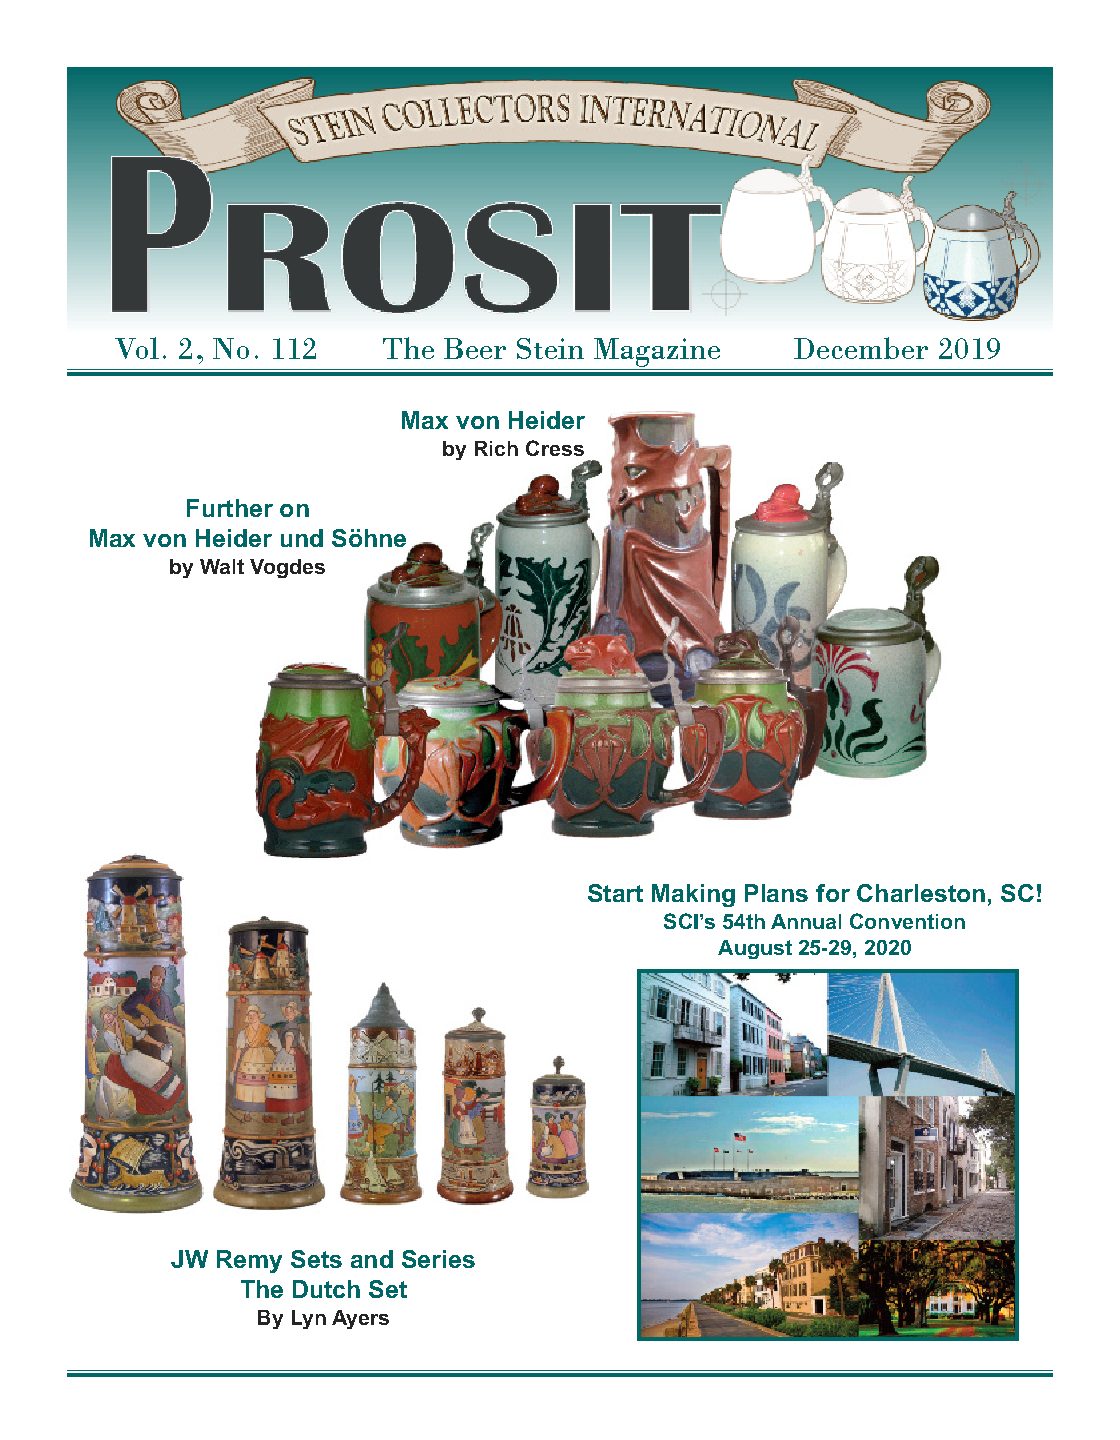 STEIN COLLECTORS INTERNATIONAL
PROSIT
Vol. 2, No. 112 The Beer Stein Magazine December 2019
Max von Heider
by Rich Cress
Further on
Max von Heider und Söhne
by Walt Vogdes
Start Making Plans for Charleston, SC!
SCI's 54th Annual Convention
August 25-29, 2020
JW Remy Sets and Series
The Dutch Set
By Lyn Ayers